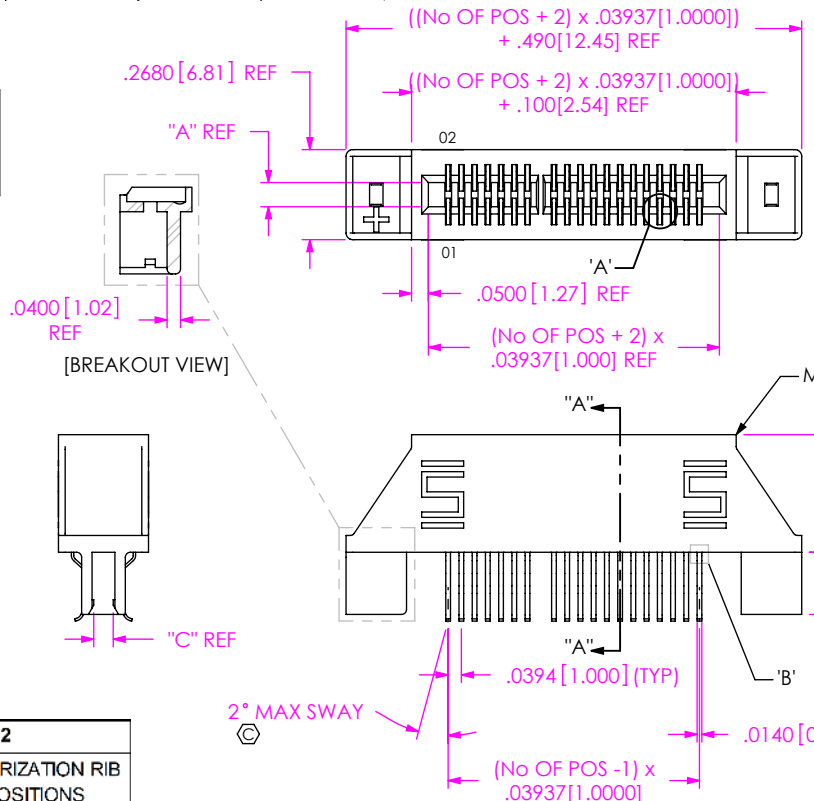 ((No OF POS + 2) x .03937[1.0000])
+ .490[12.45] REF
.2680[6.81] REF
((No OF POS + 2) x .03937[1.0000])
+ .100[2.54] REF
"A" REF
02
01
'A'
.0400[1.02]
REF
.0500[1.27] REF
(No OF POS + 2) x
.03937[1.000] REF
[BREAKOUT VIEW]
"A"
M
"C" REF
"A"
.0394[1.000](TYP)
'B'
2° MAX SWAY
C
.0140[0
2
RIZATION RIB
OSITIONS
(No OF POS -1) x
.03937[1.0000]